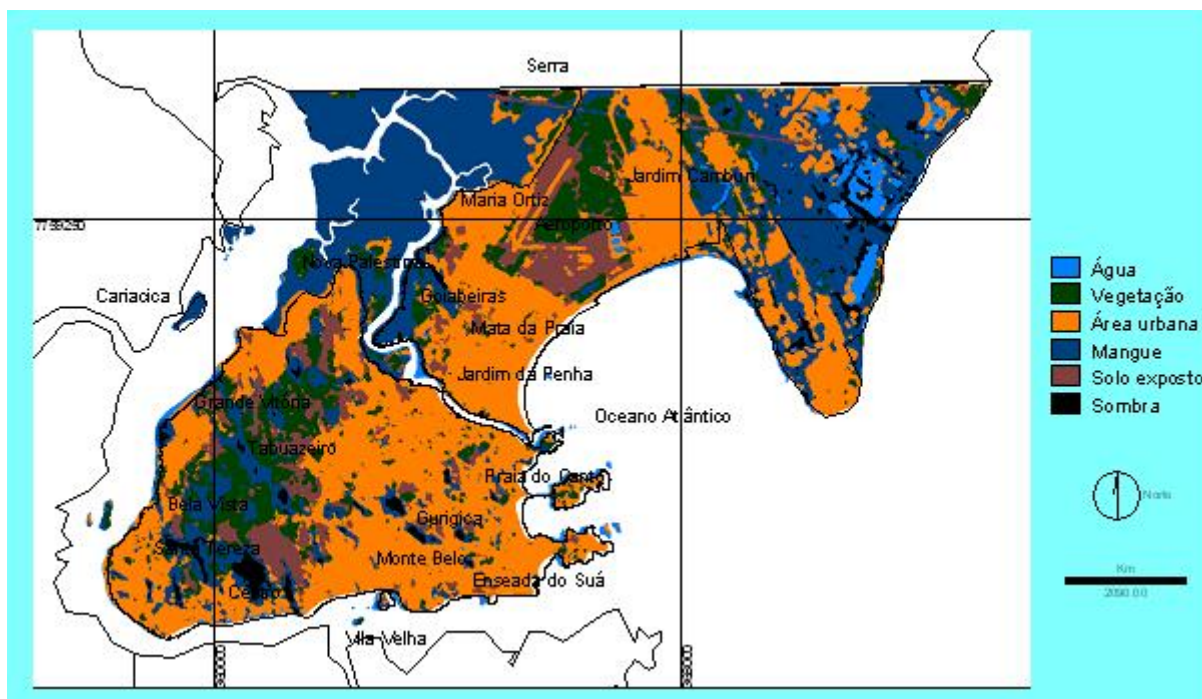 Serra
Jardim Camburi
Maria Ortiz
Aeroporto
Nova Palestina
Cariacica
Goiabeiras
Mata da Praia
Jardim da Penha
Grande Vitória
Oceano Atlântico
Tabuazeiro
Praia do Canto
Bela Vista
Gurigica
Santa Tereza
Monte Belo
Enseada do Suá
Centro
Vila Velha
Água
Vegetação
Área urbana
Mangue
Solo exposto
Sombra
Norte
Km
2090.00